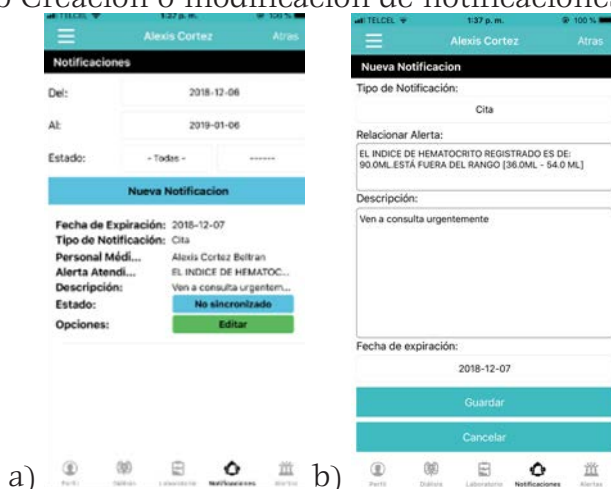 Creación o modificación de notificaciones
TELCEL 1:27 p. m. 100 %
Alexis Cortez Atras
Notificaciones
Del: 2018-12-06
Al: 2019-01-06
Estado: - Todas - ------
Nueva Notificacion
Fecha de Expiración: 2018-12-07
Tipo de Notificación: Cita
Personal Médi... Alexis Cortez Beltran
Alerta Atendi... EL INDICE DE HEMATOC...
Descripción: Ven a consulta urgentem...
Estado: No sincronizado
Opciones: Editar
Perfil Diálisis Laboratorio Notificaciones Alertas
a)
TELCEL 1:37 p. m. 100 %
Alexis Cortez Atras
Nueva Notificacion
Tipo de Notificación:
Cita
Relacionar Alerta:
EL INDICE DE HEMATOCRITO REGISTRADO ES DE:
90.0ML.ESTÁ FUERA DEL RANGO [36.0ML - 54.0 ML]
Descripción:
Ven a consulta urgentemente
Fecha de expiración:
2018-12-07
Guardar
Cancelar
Perfil Diálisis Laboratorio Notificaciones Alertas
b)